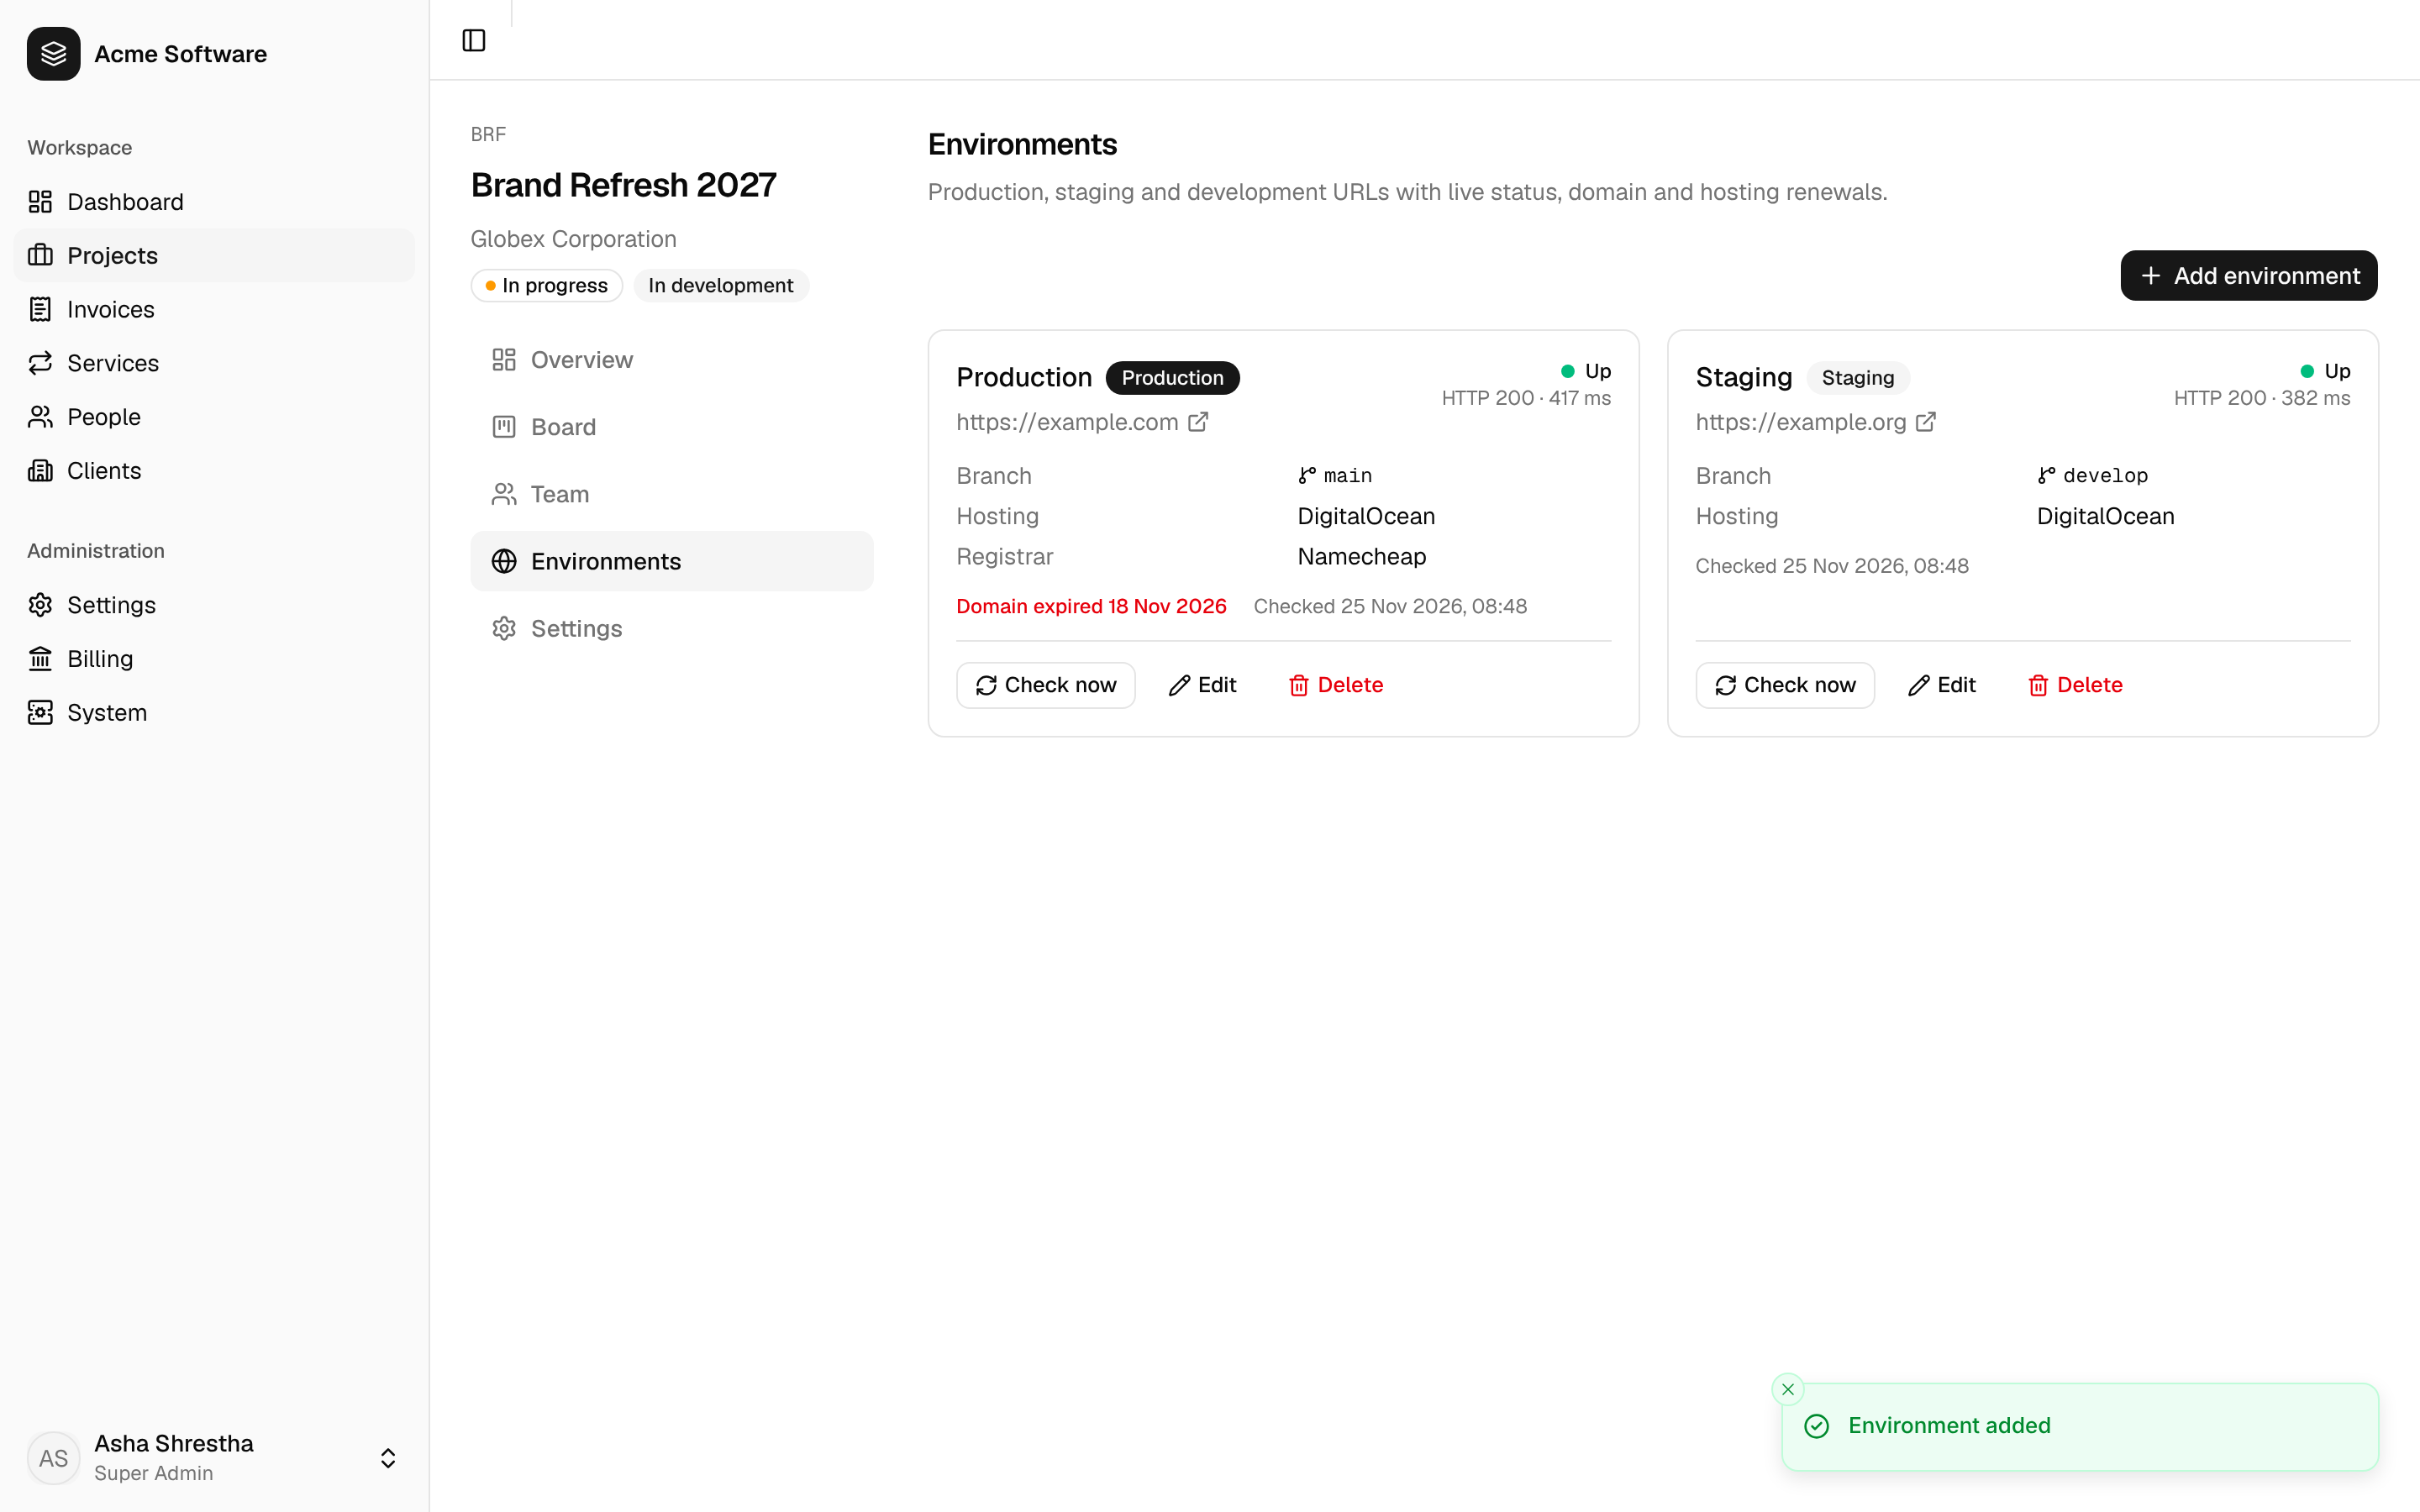 Acme Software
Workspace
Dashboard
Projects
Invoices
Services
People
Clients
Administration
Settings
Billing
System
AS
Asha Shrestha
Super Admin
BRF
Brand Refresh 2027
Globex Corporation
In progress
In development
Overview
Board
Team
Environments
Settings
Environments
Production, staging and development URLs with live status, domain and hosting renewals.
Add environment
Production Production
Up
HTTP 200 · 417 ms
https://example.com
Branch main
Hosting DigitalOcean
Registrar Namecheap
Domain expired 18 Nov 2026 Checked 25 Nov 2026, 08:48
Check now Edit Delete
Staging Staging
Up
HTTP 200 · 382 ms
https://example.org
Branch develop
Hosting DigitalOcean
Checked 25 Nov 2026, 08:48
Check now Edit Delete
Environment added